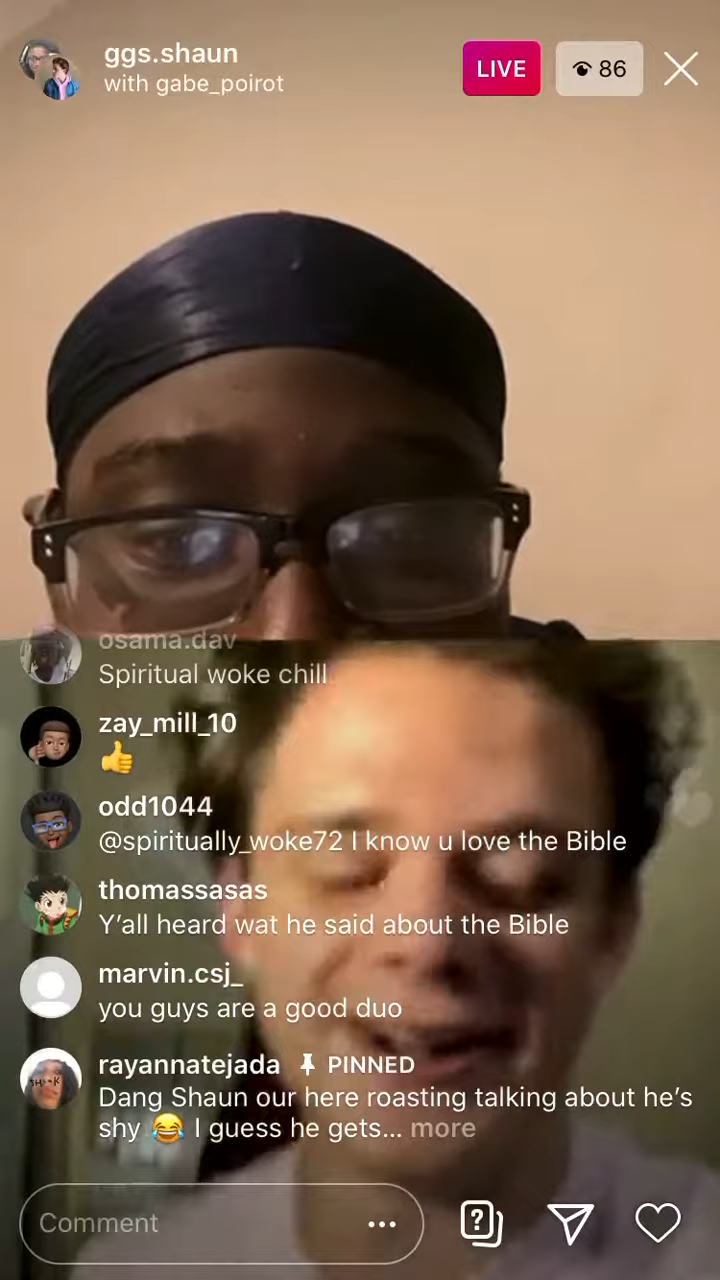 ggs.shaun
with gabe_poirot
LIVE
86
osama.dav
Spiritual woke chill
zay_mill_10
👍
odd1044
@spiritually_woke72 I know u love the Bible
thomassasas
Y’all heard wat he said about the Bible
marvin.csj_
you guys are a good duo
rayannatejada PINNED
Dang Shaun our here roasting talking about he’s
shy 😂 I guess he gets... more
Comment